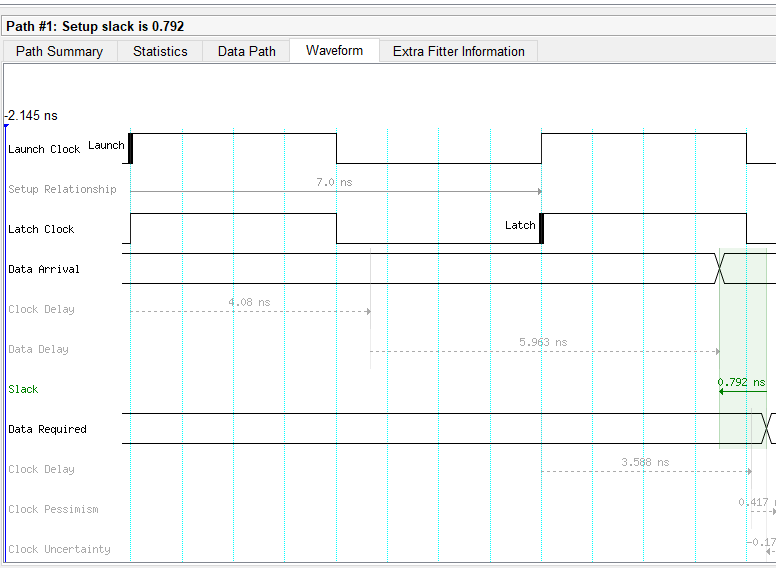 Path #1: Setup slack is 0.792
Path Summary Statistics Data Path Waveform Extra Fitter Information
-2.145 ns
Launch Clock Launch
Setup Relationship 7.0 ns
Latch Clock Latch
Data Arrival
Clock Delay 4.08 ns
Data Delay 5.963 ns
Slack 0.792 ns
Data Required
Clock Delay 3.588 ns
Clock Pessimism 0.417
Clock Uncertainty -0.17